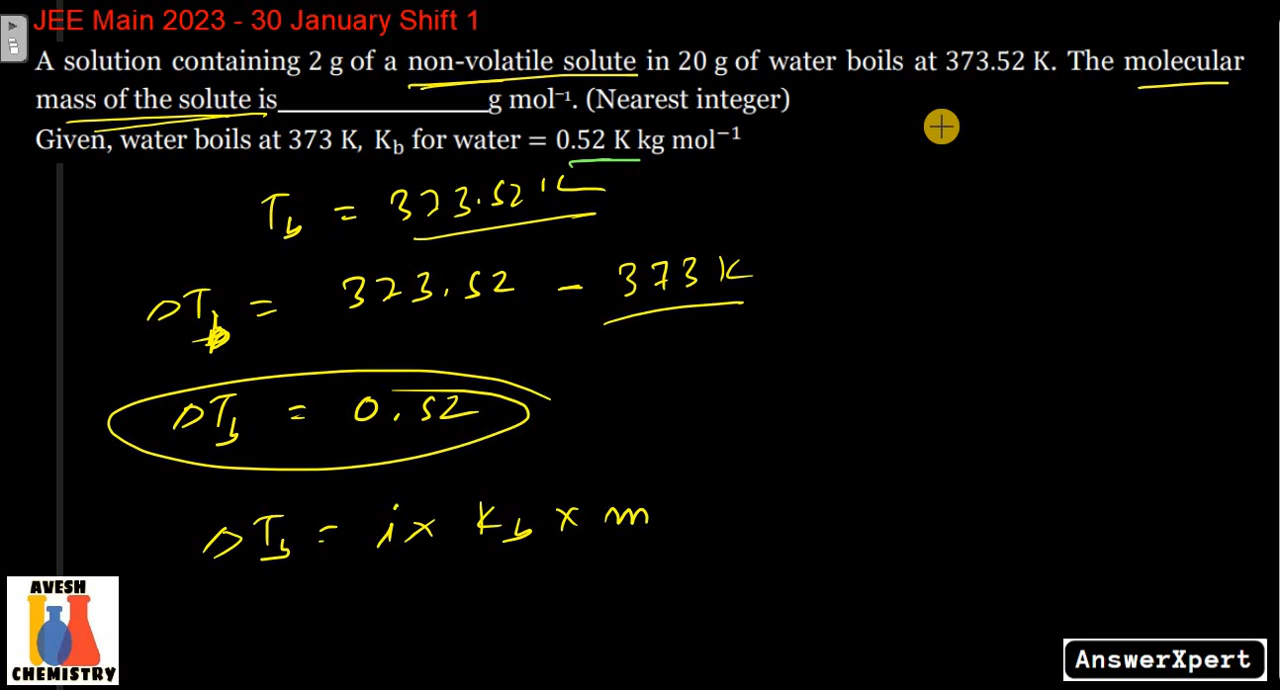 JEE Main 2023 - 30 January Shift 1
A solution containing 2 g of a non-volatile solute in 20 g of water boils at 373.52 K. The molecular
mass of the solute is________________g mol⁻¹. (Nearest integer)
Given, water boils at 373 K, K_b for water = 0.52 K kg mol⁻¹
T_b = 373.52 K
ΔT_b = 373.52 - 373 K
ΔT_b = 0.52
ΔT_b = i x k_b x m
AVESH
CHEMISTRY
AnswerXpert